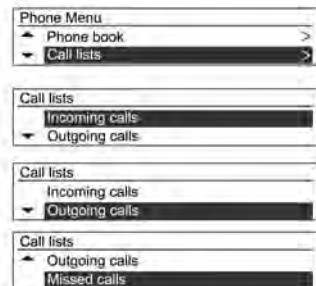 Phone Menu
Phone book >
Call lists >
Call lists
Incoming calls
Outgoing calls
Call lists
Incoming calls
Outgoing calls
Call lists
Outgoing calls
Missed calls